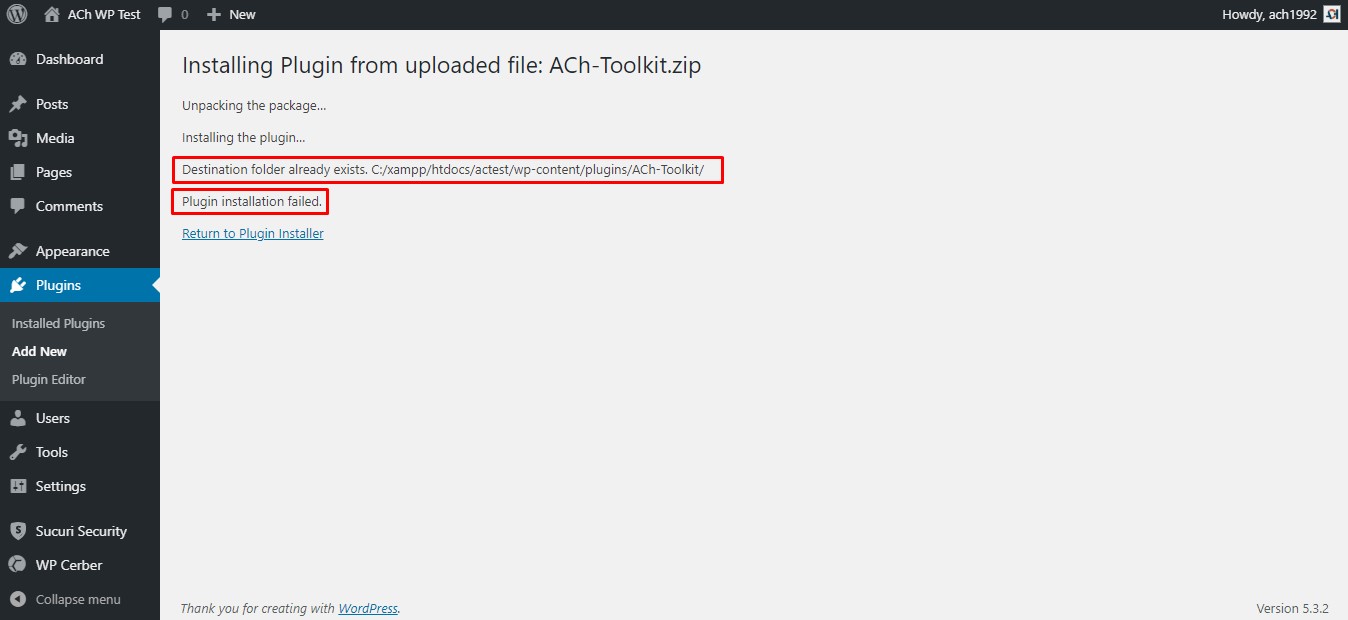 ACh WP Test 0 New Howdy, ach1992
Dashboard
Posts
Media
Pages
Comments
Appearance
Plugins
Installed Plugins
Add New
Plugin Editor
Users
Tools
Settings
Sucuri Security
WP Cerber
Collapse menu
Installing Plugin from uploaded file: ACh-Toolkit.zip
Unpacking the package…
Installing the plugin…
Destination folder already exists. C:/xampp/htdocs/actest/wp-content/plugins/ACh-Toolkit/
Plugin installation failed.
Return to Plugin Installer
Thank you for creating with WordPress. Version 5.3.2